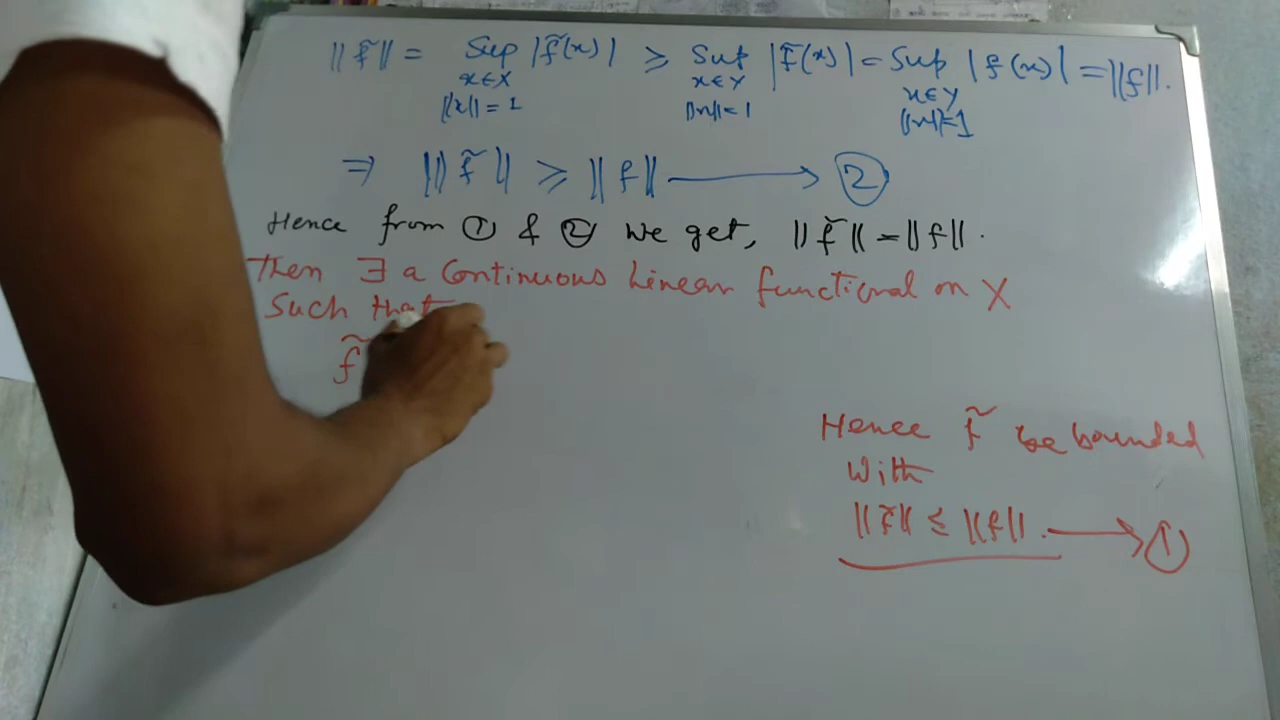 ||f̃|| = Sup |f̃(x)| ≥ Sup |f̃(x)| = Sup |f(x)| = ||f||.
x∈X x∈Y x∈Y
||x|| = 1 ||x|| = 1 ||x|| = 1
⇒ ||f̃|| ≥ ||f|| ⟶ ②
Hence from ① & ② we get, ||f̃|| = ||f||.
Then ∃ a Continuous Linear functional on X
Such that
f̃
Hence f̃ be bounded
With
||f̃|| ≤ ||f||. ⟶ ①